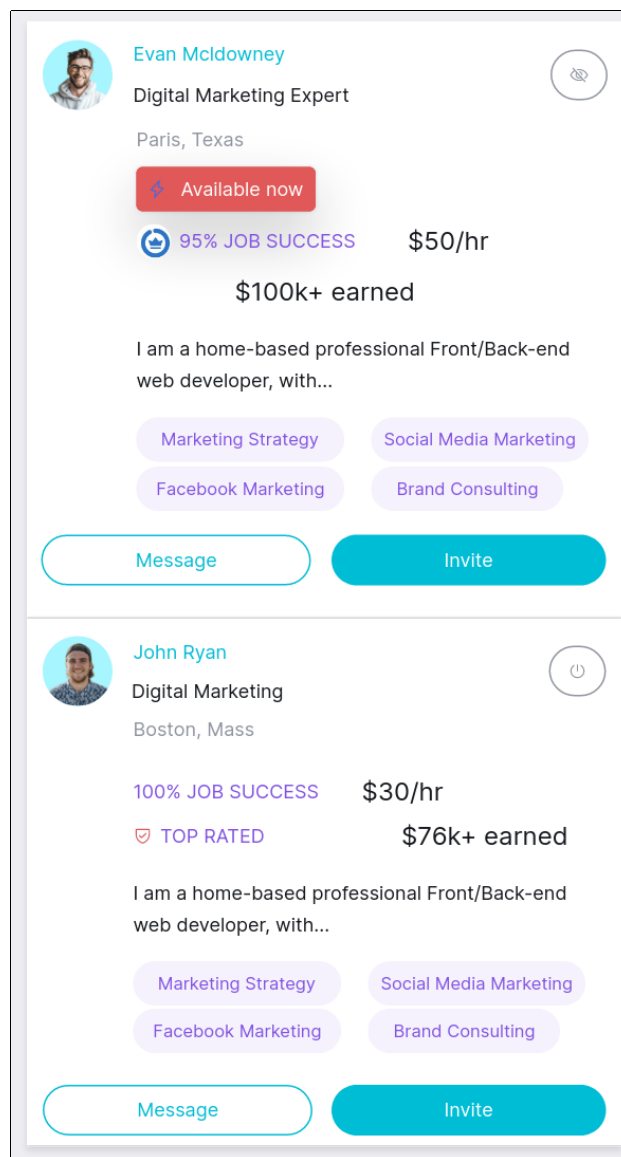 Evan McIdowney
Digital Marketing Expert
Paris, Texas
Available now
95% JOB SUCCESS $50/hr
$100k+ earned
I am a home-based professional Front/Back-end
web developer, with...
Marketing Strategy Social Media Marketing
Facebook Marketing Brand Consulting
Message Invite
John Ryan
Digital Marketing
Boston, Mass
100% JOB SUCCESS $30/hr
TOP RATED $76k+ earned
I am a home-based professional Front/Back-end
web developer, with...
Marketing Strategy Social Media Marketing
Facebook Marketing Brand Consulting
Message Invite